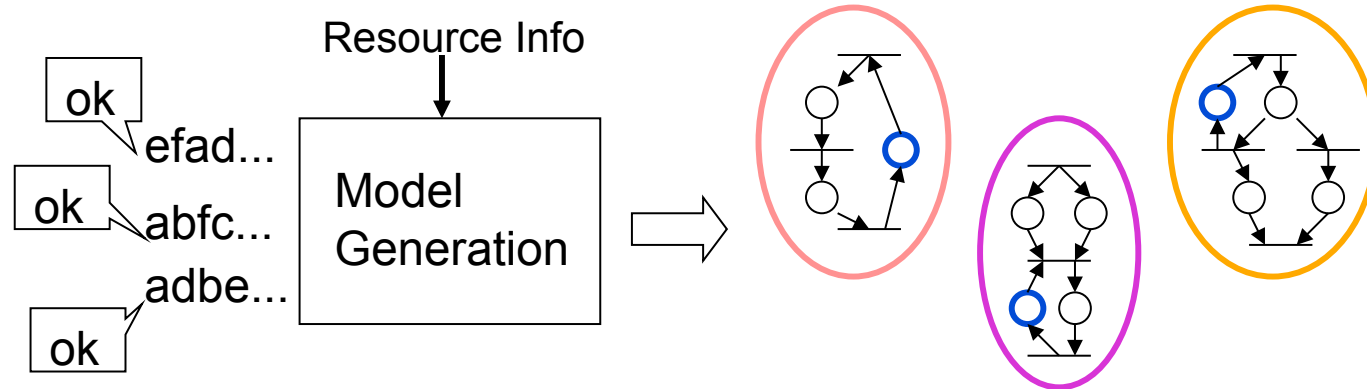 Resource Info
ok
efad...
ok
abfc...
adbe...
ok
Model
Generation